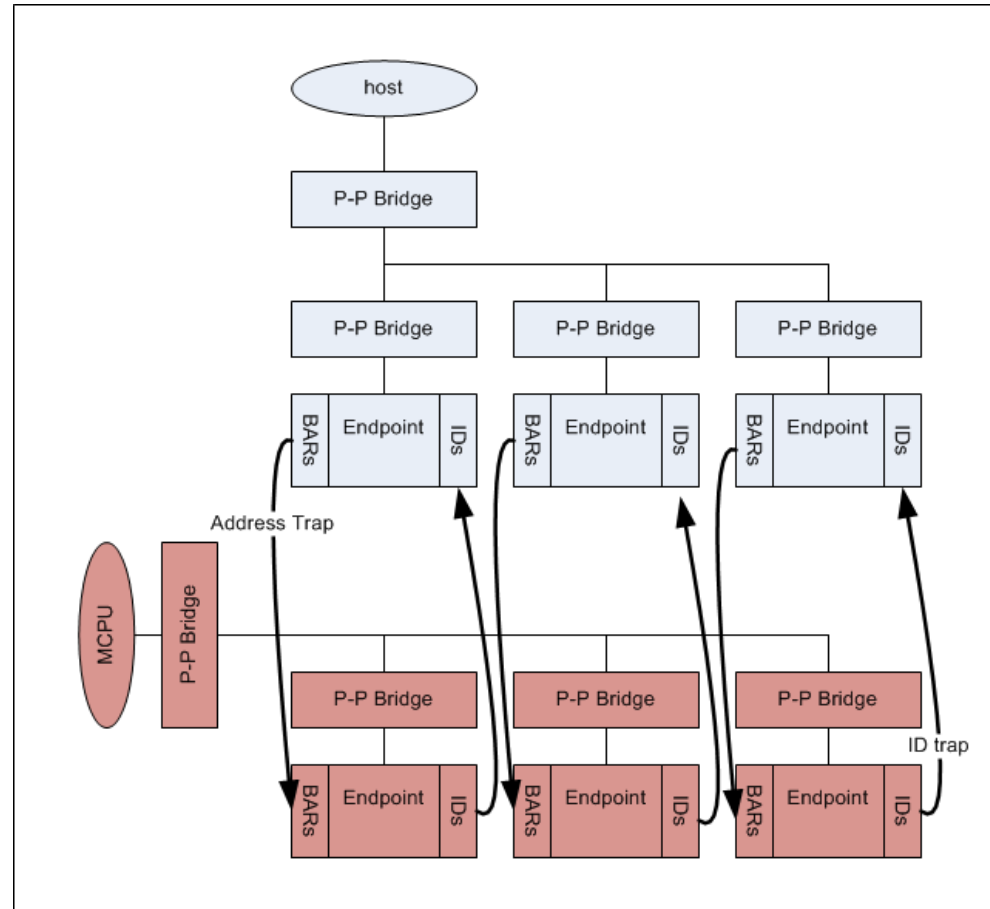 host
P-P Bridge
P-P Bridge
P-P Bridge
P-P Bridge
BARs
Endpoint
IDs
BARs
Endpoint
IDs
BARs
Endpoint
IDs
Address Trap
MCPU
P-P Bridge
P-P Bridge
P-P Bridge
P-P Bridge
ID trap
BARs
Endpoint
IDs
BARs
Endpoint
IDs
BARs
Endpoint
IDs